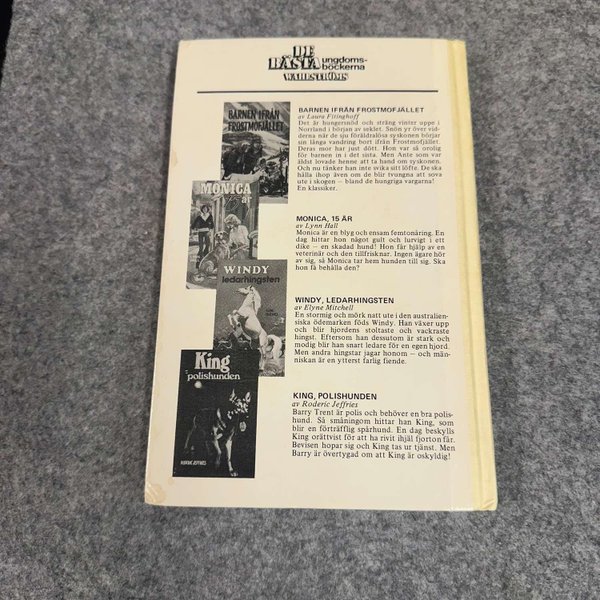 DE BÄSTA ungdoms-
böckerna
WAHLSTRÖMS
BARNEN IFRÅN FROSTMOFJÄLLET
av Laura Fitinghoff
Det är hungersnöd och sträng vinter uppe i
Norrland i början av seklet. Snön yr över vid-
derna när de sju föräldralösa syskonen börjar
sin långa vandring bort ifrån Frostmofjället.
Deras mor har just dött. Hon var så orolig
för barnen in i det sista. Men Ante som var
äldst lovade henne att ta hand om syskonen.
Och nu tänker han inte svika sitt löfte. De ska
hålla ihop även om de blir tvungna att sova
ute i skogen – bland de hungriga vargarna!
En klassiker.
BARNEN IFRÅN
FROSTMOFJÄLLET
MONICA, 15 ÅR
av Lynn Hall
Monica är en blyg och ensam femtonåring. En
dag hittar hon något gult och lurvigt i ett
dike – en skadad hund! Hon får hjälp av en
veterinär och den tillfrisknar. Ingen ägare hör
av sig, så Monica tar hem hunden till sig. Ska
hon få behålla den?
MONICA
år
WINDY, LEDARHINGSTEN
av Elyne Mitchell
En stormig och mörk natt ute i den australien-
siska ödemarken föds Windy. Han växer upp
och blir hjordens stoltaste och vackraste
hingst. Eftersom han dessutom är stark och
modig blir han snart ledare för en egen hjord.
Men andra hingstar jagar honom – och män-
niskan är en ytterst farlig fiende.
WINDY
ledarhingsten
KING, POLISHUNDEN
av Roderic Jeffries
Barry Trent är polis och behöver en bra polis-
hund. Så småningom hittar han King, som
blir en förträfflig spårhund. En dag beskylls
King orättvist för att ha rivit ihjäl fjorton får.
Bevisen hopar sig och King tas ur tjänst. Men
Barry är övertygad om att King är oskyldig!
King
polishunden
RODERIC JEFFRIES